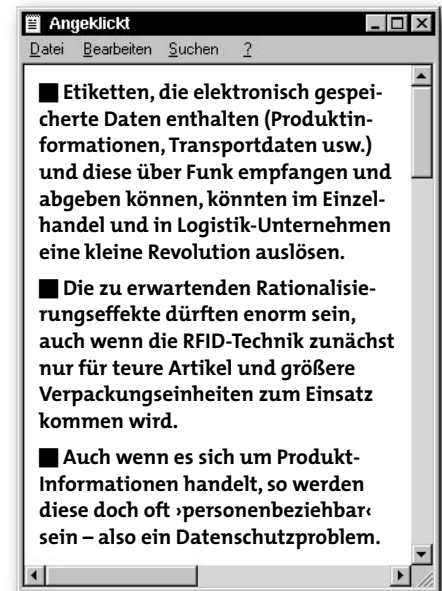 Angeklickt
Datei Bearbeiten Suchen ?
■ Etiketten, die elektronisch gespei-
cherte Daten enthalten (Produktin-
formationen, Transportdaten usw.)
und diese über Funk empfangen und
abgeben können, könnten im Einzel-
handel und in Logistik-Unternehmen
eine kleine Revolution auslösen.
■ Die zu erwartenden Rationalisie-
rungseffekte dürften enorm sein,
auch wenn die RFID-Technik zunächst
nur für teure Artikel und größere
Verpackungseinheiten zum Einsatz
kommen wird.
■ Auch wenn es sich um Produkt-
Informationen handelt, so werden
diese doch oft ›personenbeziehbar‹
sein – also ein Datenschutzproblem.